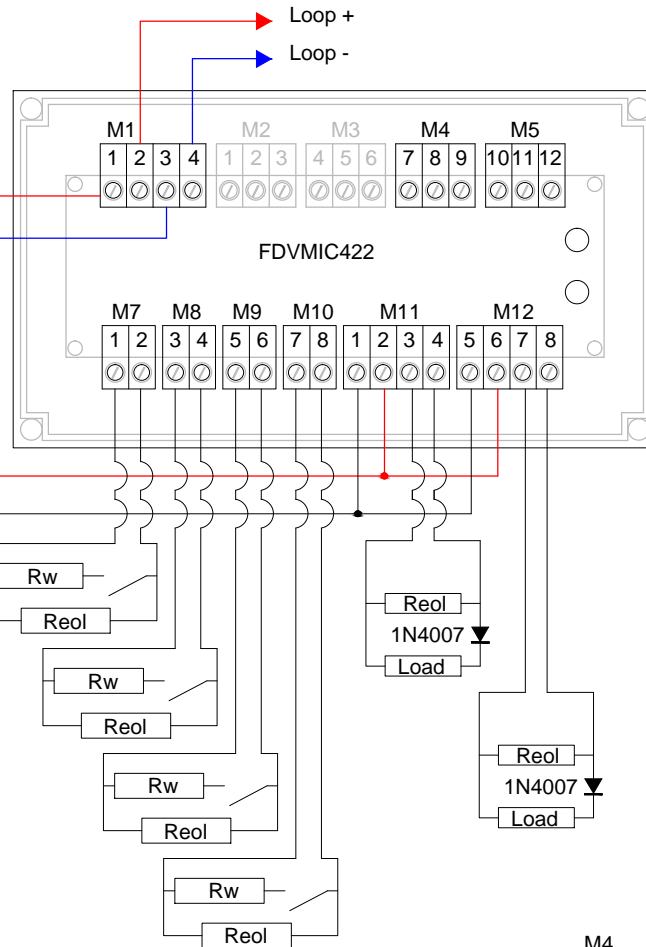 Loop +
Loop -
M1 M2 M3 M4 M5
1 2 3 4 1 2 3 4 5 6 7 8 9 10 11 12
FDVMIC422
M7 M8 M9 M10 M11 M12
1 2 3 4 5 6 7 8 1 2 3 4 5 6 7 8
Rw
Reol
Reol
1N4007
Load
Rw
Reol
Reol
1N4007
Load
Rw
Reol
Rw
Reol
M4